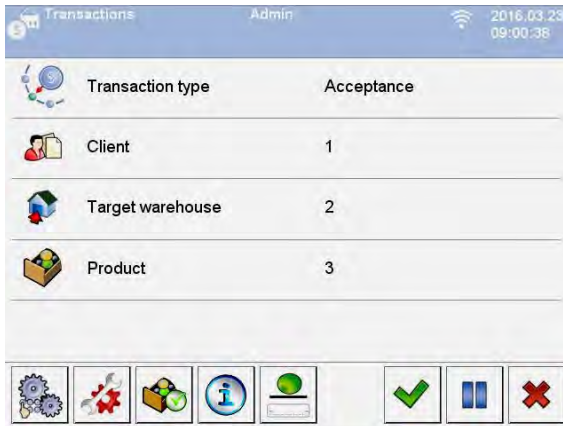 Transactions Admin 2016.03.23
09:00:38
Transaction type Acceptance
Client 1
Target warehouse 2
Product 3